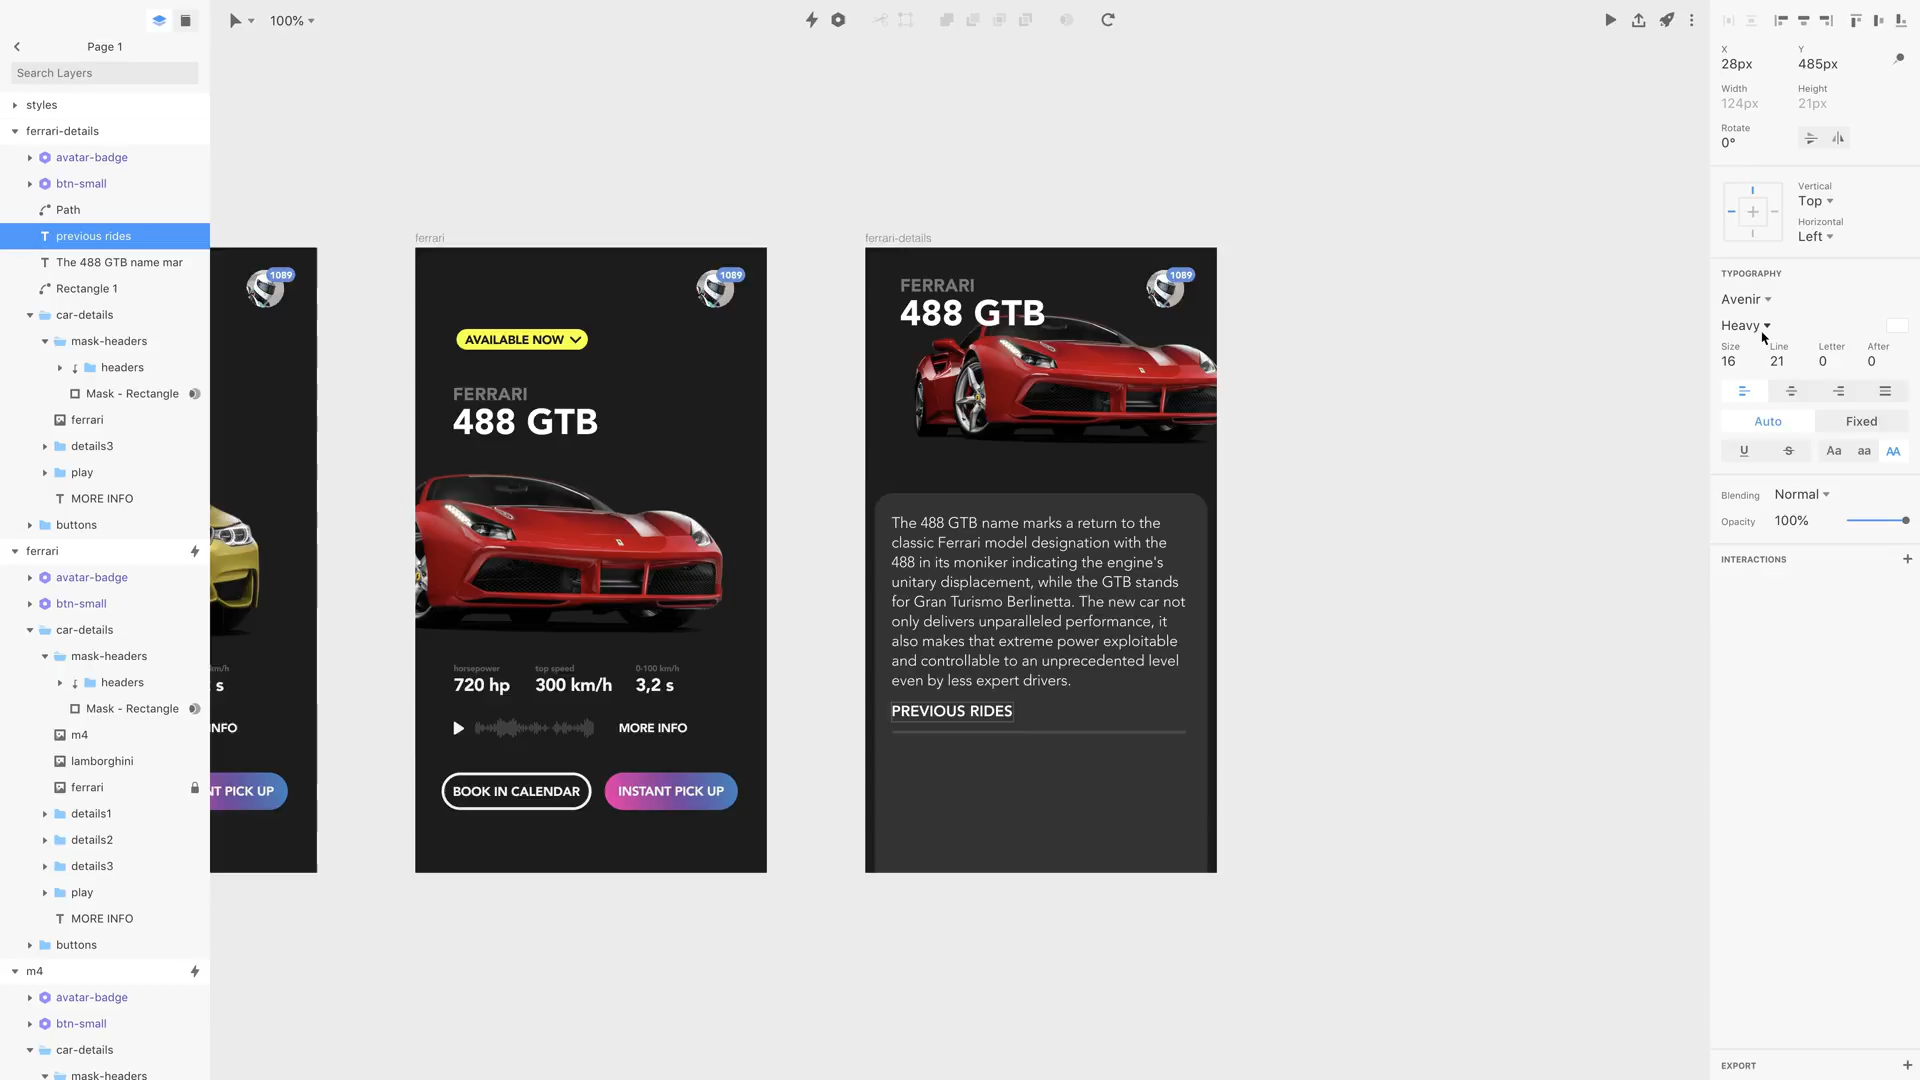 100%
Page 1
Search Layers
styles
ferrari-details
avatar-badge
btn-small
Path
previous rides
The 488 GTB name mar
Rectangle 1
car-details
mask-headers
headers
Mask - Rectangle
ferrari
details3
play
MORE INFO
buttons
ferrari
avatar-badge
btn-small
car-details
mask-headers
headers
Mask - Rectangle
m4
lamborghini
ferrari
details1
details2
details3
play
MORE INFO
buttons
m4
avatar-badge
btn-small
car-details
mask-headers
1089
km/h
s
INFO
NT PICK UP
ferrari
1089
AVAILABLE NOW
FERRARI
488 GTB
horsepower
top speed
0-100 km/h
720 hp
300 km/h
3,2 s
MORE INFO
BOOK IN CALENDAR
INSTANT PICK UP
ferrari-details
FERRARI
488 GTB
1089
The 488 GTB name marks a return to the
classic Ferrari model designation with the
488 in its moniker indicating the engine's
unitary displacement, while the GTB stands
for Gran Turismo Berlinetta. The new car not
only delivers unparalleled performance, it
also makes that extreme power exploitable
and controllable to an unprecedented level
even by less expert drivers.
PREVIOUS RIDES
X
Y
28px
485px
Width
Height
124px
21px
Rotate
0°
Vertical
Top
Horizontal
Left
TYPOGRAPHY
Avenir
Heavy
Size
Line
Letter
After
16
21
0
0
Auto
Fixed
U
S
Aa
aa
AA
Blending
Normal
Opacity
100%
INTERACTIONS
EXPORT